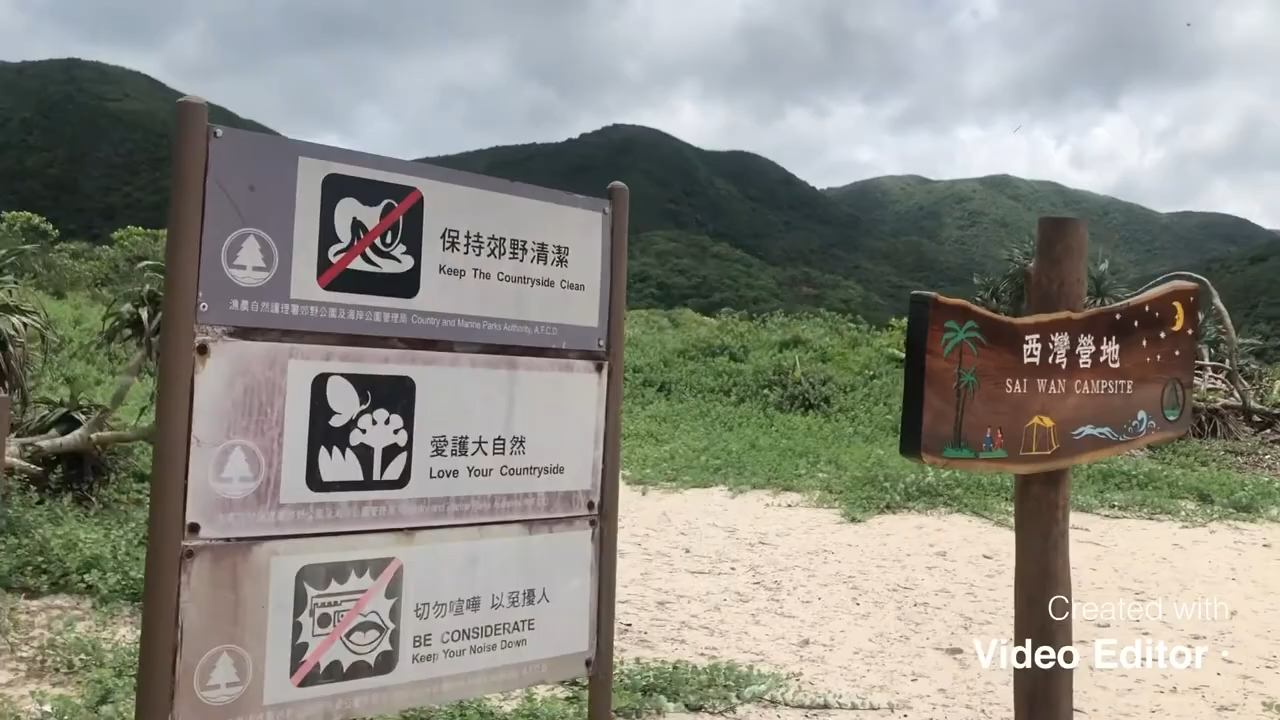 保持郊野清潔
Keep The Countryside Clean
漁農自然護理署郊野公園及海岸公園管理局 Country and Marine Parks Authority, A.F.C.D.
愛護大自然
Love Your Countryside
切勿喧嘩 以免擾人
BE CONSIDERATE
Keep Your Noise Down
西灣營地
SAI WAN CAMPSITE
Created with
Video Editor